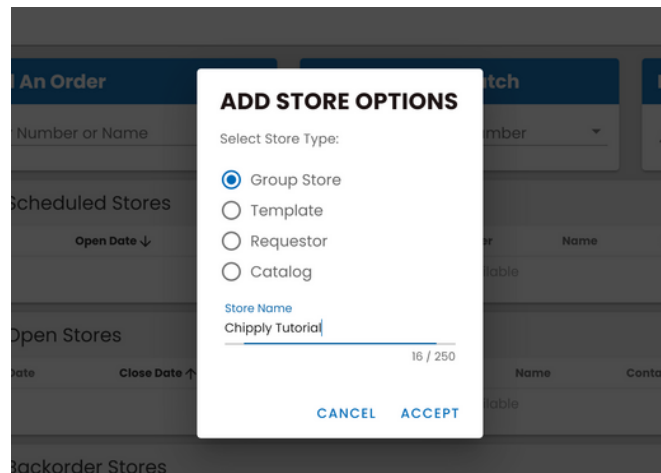 An Order
Number or Name
Scheduled Stores
Open Date ↓
Open Stores
Date
Close Date ↑
Backorder Stores
ADD STORE OPTIONS
Select Store Type:
Group Store
Template
Requestor
Catalog
Store Name
Chipply Tutorial
16 / 250
CANCEL
ACCEPT
Name
Name